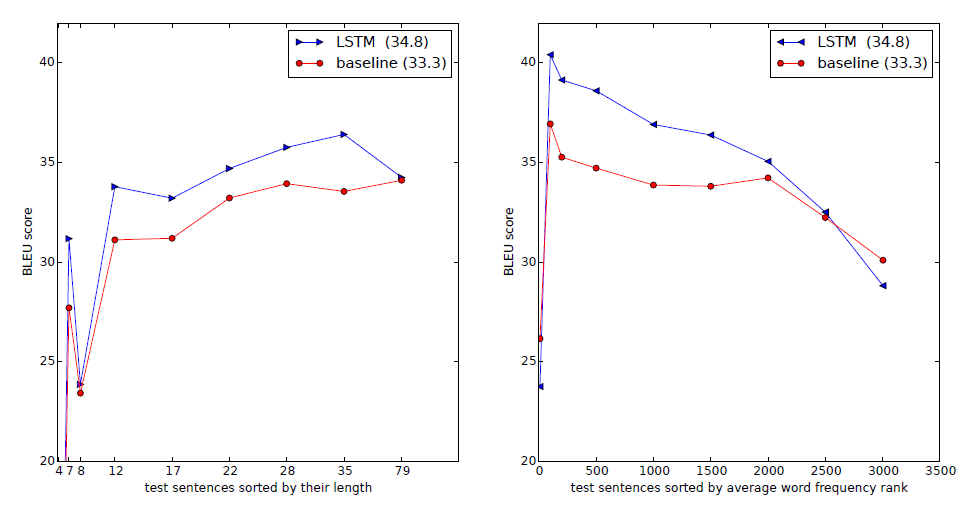 LSTM (34.8)
baseline (33.3)
BLEU score
40
35
30
25
20
4 7 8 12 17 22 28 35 79
test sentences sorted by their length
LSTM (34.8)
baseline (33.3)
BLEU score
40
35
30
25
20
0 500 1000 1500 2000 2500 3000 3500
test sentences sorted by average word frequency rank